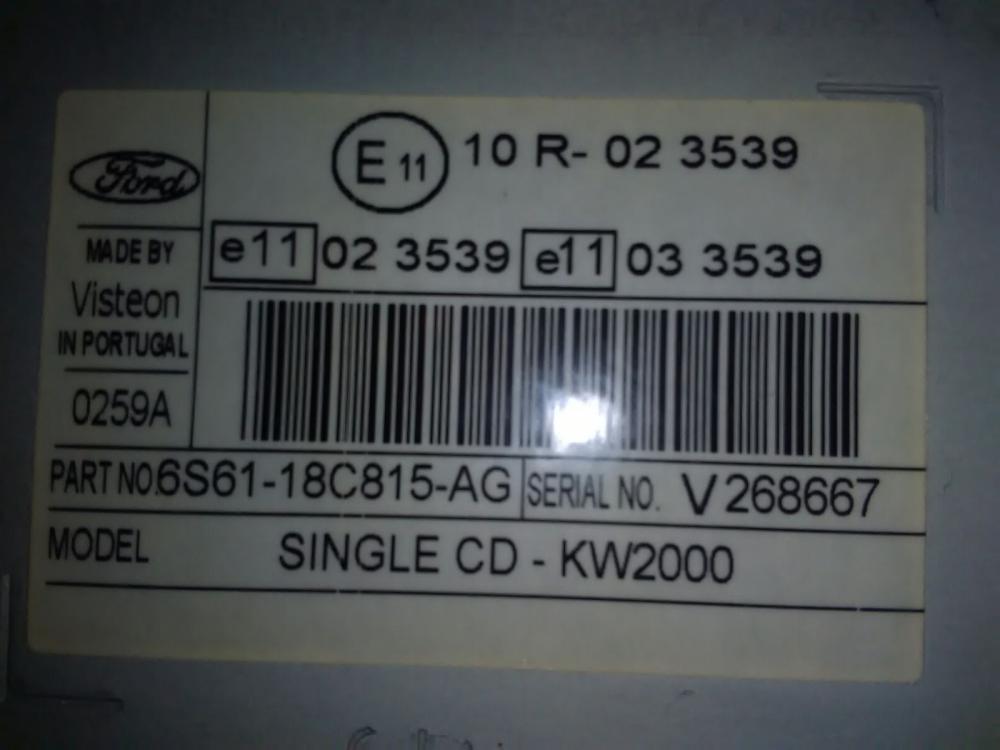 Ford
E 11 10 R- 02 3539
e11 02 3539 e11 03 3539
MADE BY
Visteon
IN PORTUGAL
0259A
PART NO. 6S61-18C815-AG SERIAL NO. V268667
MODEL SINGLE CD - KW2000